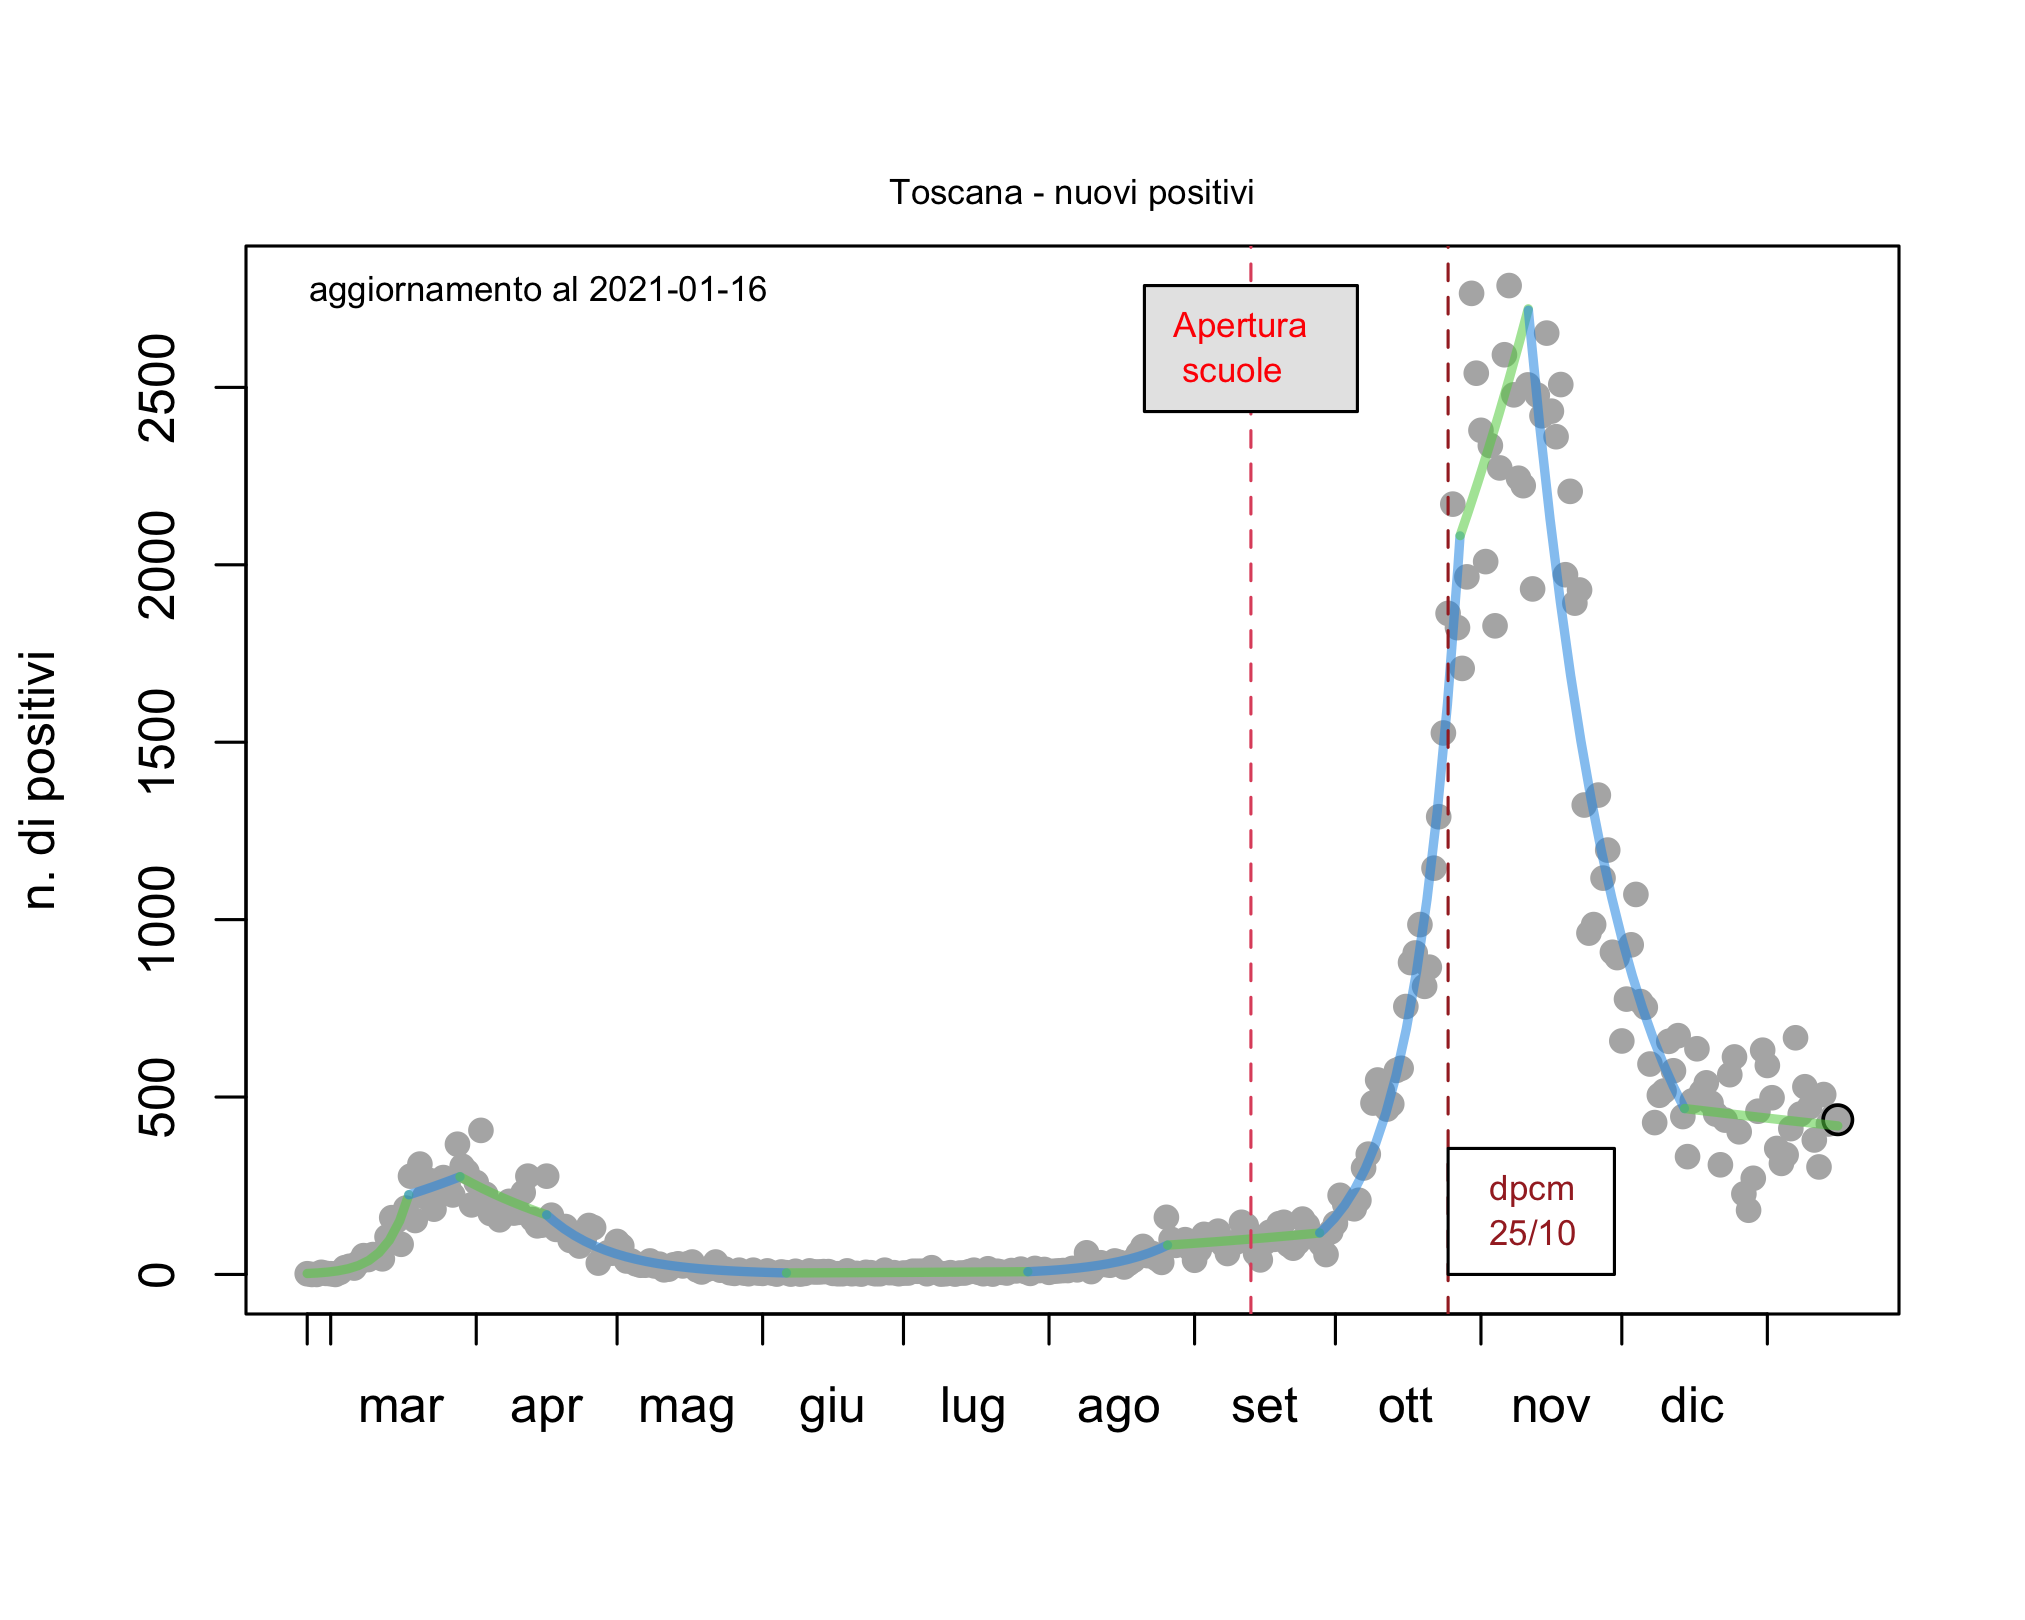 Toscana - nuovi positivi
aggiornamento al 2021-01-16
Apertura
scuole
dpcm
25/10
n. di positivi
2500
2000
1500
1000
500
0
mar apr mag giu lug ago set ott nov dic